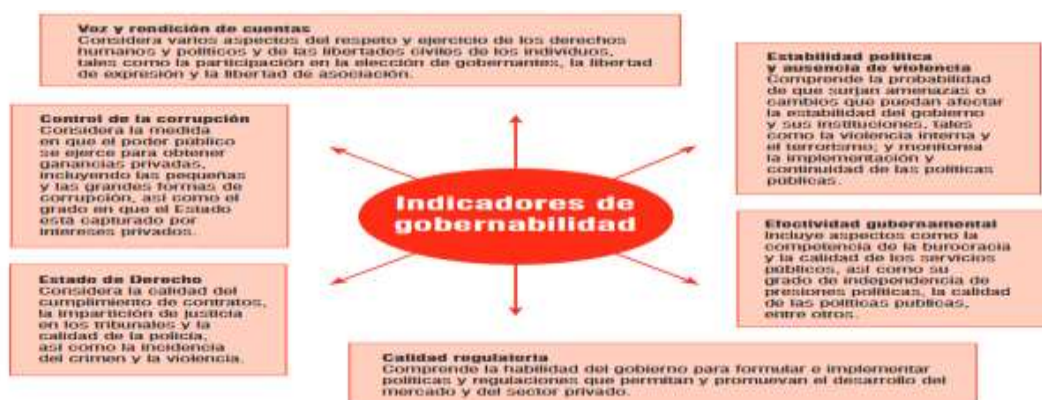 Voz y rendición de cuentas
Considera varios aspectos del respeto y ejercicio de los derechos
humanos y políticos y de las libertades civiles de los individuos,
tales como la participación en la elección de gobernantes, la libertad
de expresión y la libertad de asociación.
Estabilidad política
y ausencia de violencia
Comprende la probabilidad
de que surjan amenazas o
cambios que puedan afectar
la estabilidad del gobierno
y sus instituciones, tales
como la violencia interna y
el terrorismo; y monitorea
la implementación y
continuidad de las políticas
públicas.
Control de la corrupción
Considera la medida
en que el poder público
se ejerce para obtener
ganancias privadas,
incluyendo las pequeñas
y las grandes formas de
corrupción, así como el
grado en que el Estado
está capturado por
intereses privados.
Indicadores de
gobernabilidad
Efectividad gubernamental
Incluye aspectos como la
competencia de la burocracia
y la calidad de los servicios
públicos, así como su
grado de independencia de
presiones políticas, la calidad
de las políticas públicas,
entre otros.
Estado de Derecho
Considera la calidad del
cumplimiento de contratos,
la impartición de justicia
en los tribunales y la
calidad de la policía,
así como la incidencia
del crimen y la violencia.
Calidad regulatoria
Comprende la habilidad del gobierno para formular e implementar
políticas y regulaciones que permitan y promuevan el desarrollo del
mercado y del sector privado.